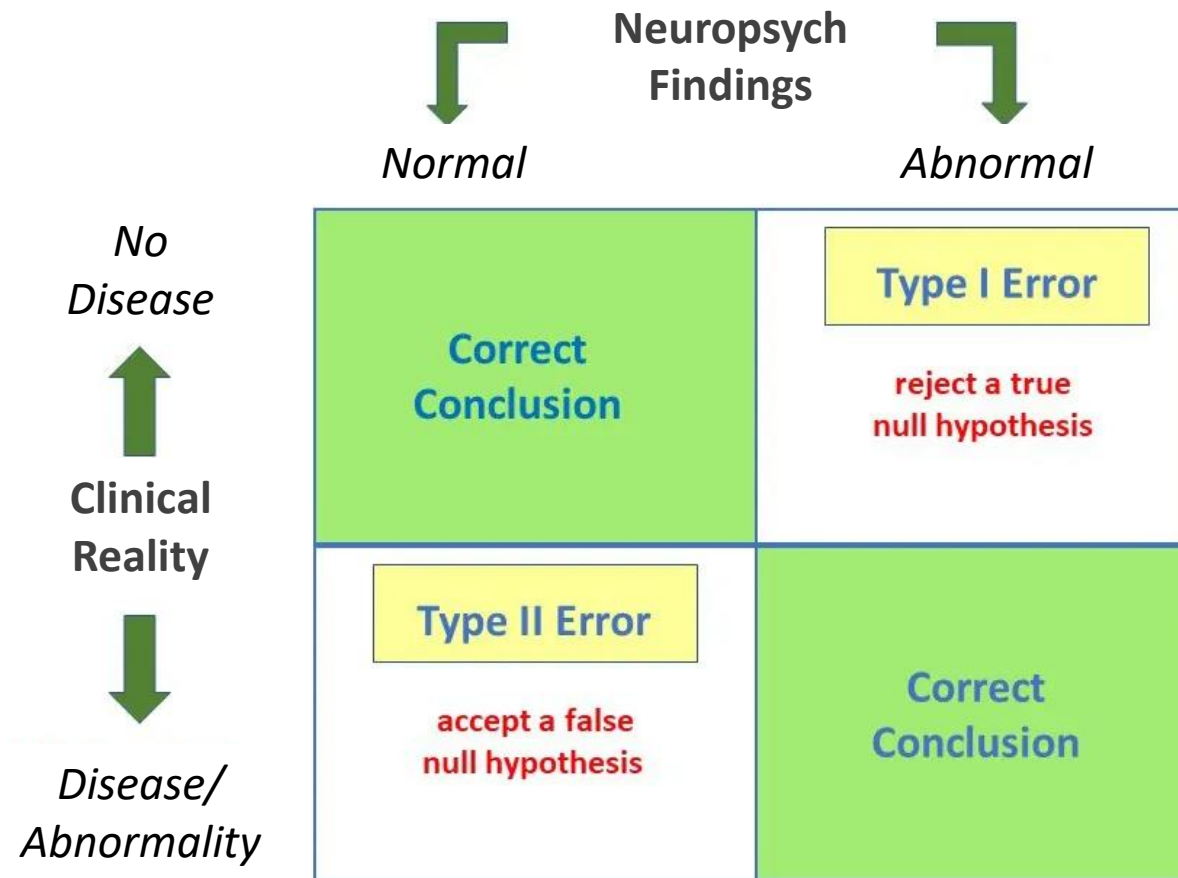 Neuropsych
Findings
Normal
Abnormal
No
Disease
Type I Error
Correct
Conclusion
reject a true
null hypothesis
Clinical
Reality
Type II Error
accept a false
null hypothesis
Correct
Conclusion
Disease/
Abnormality